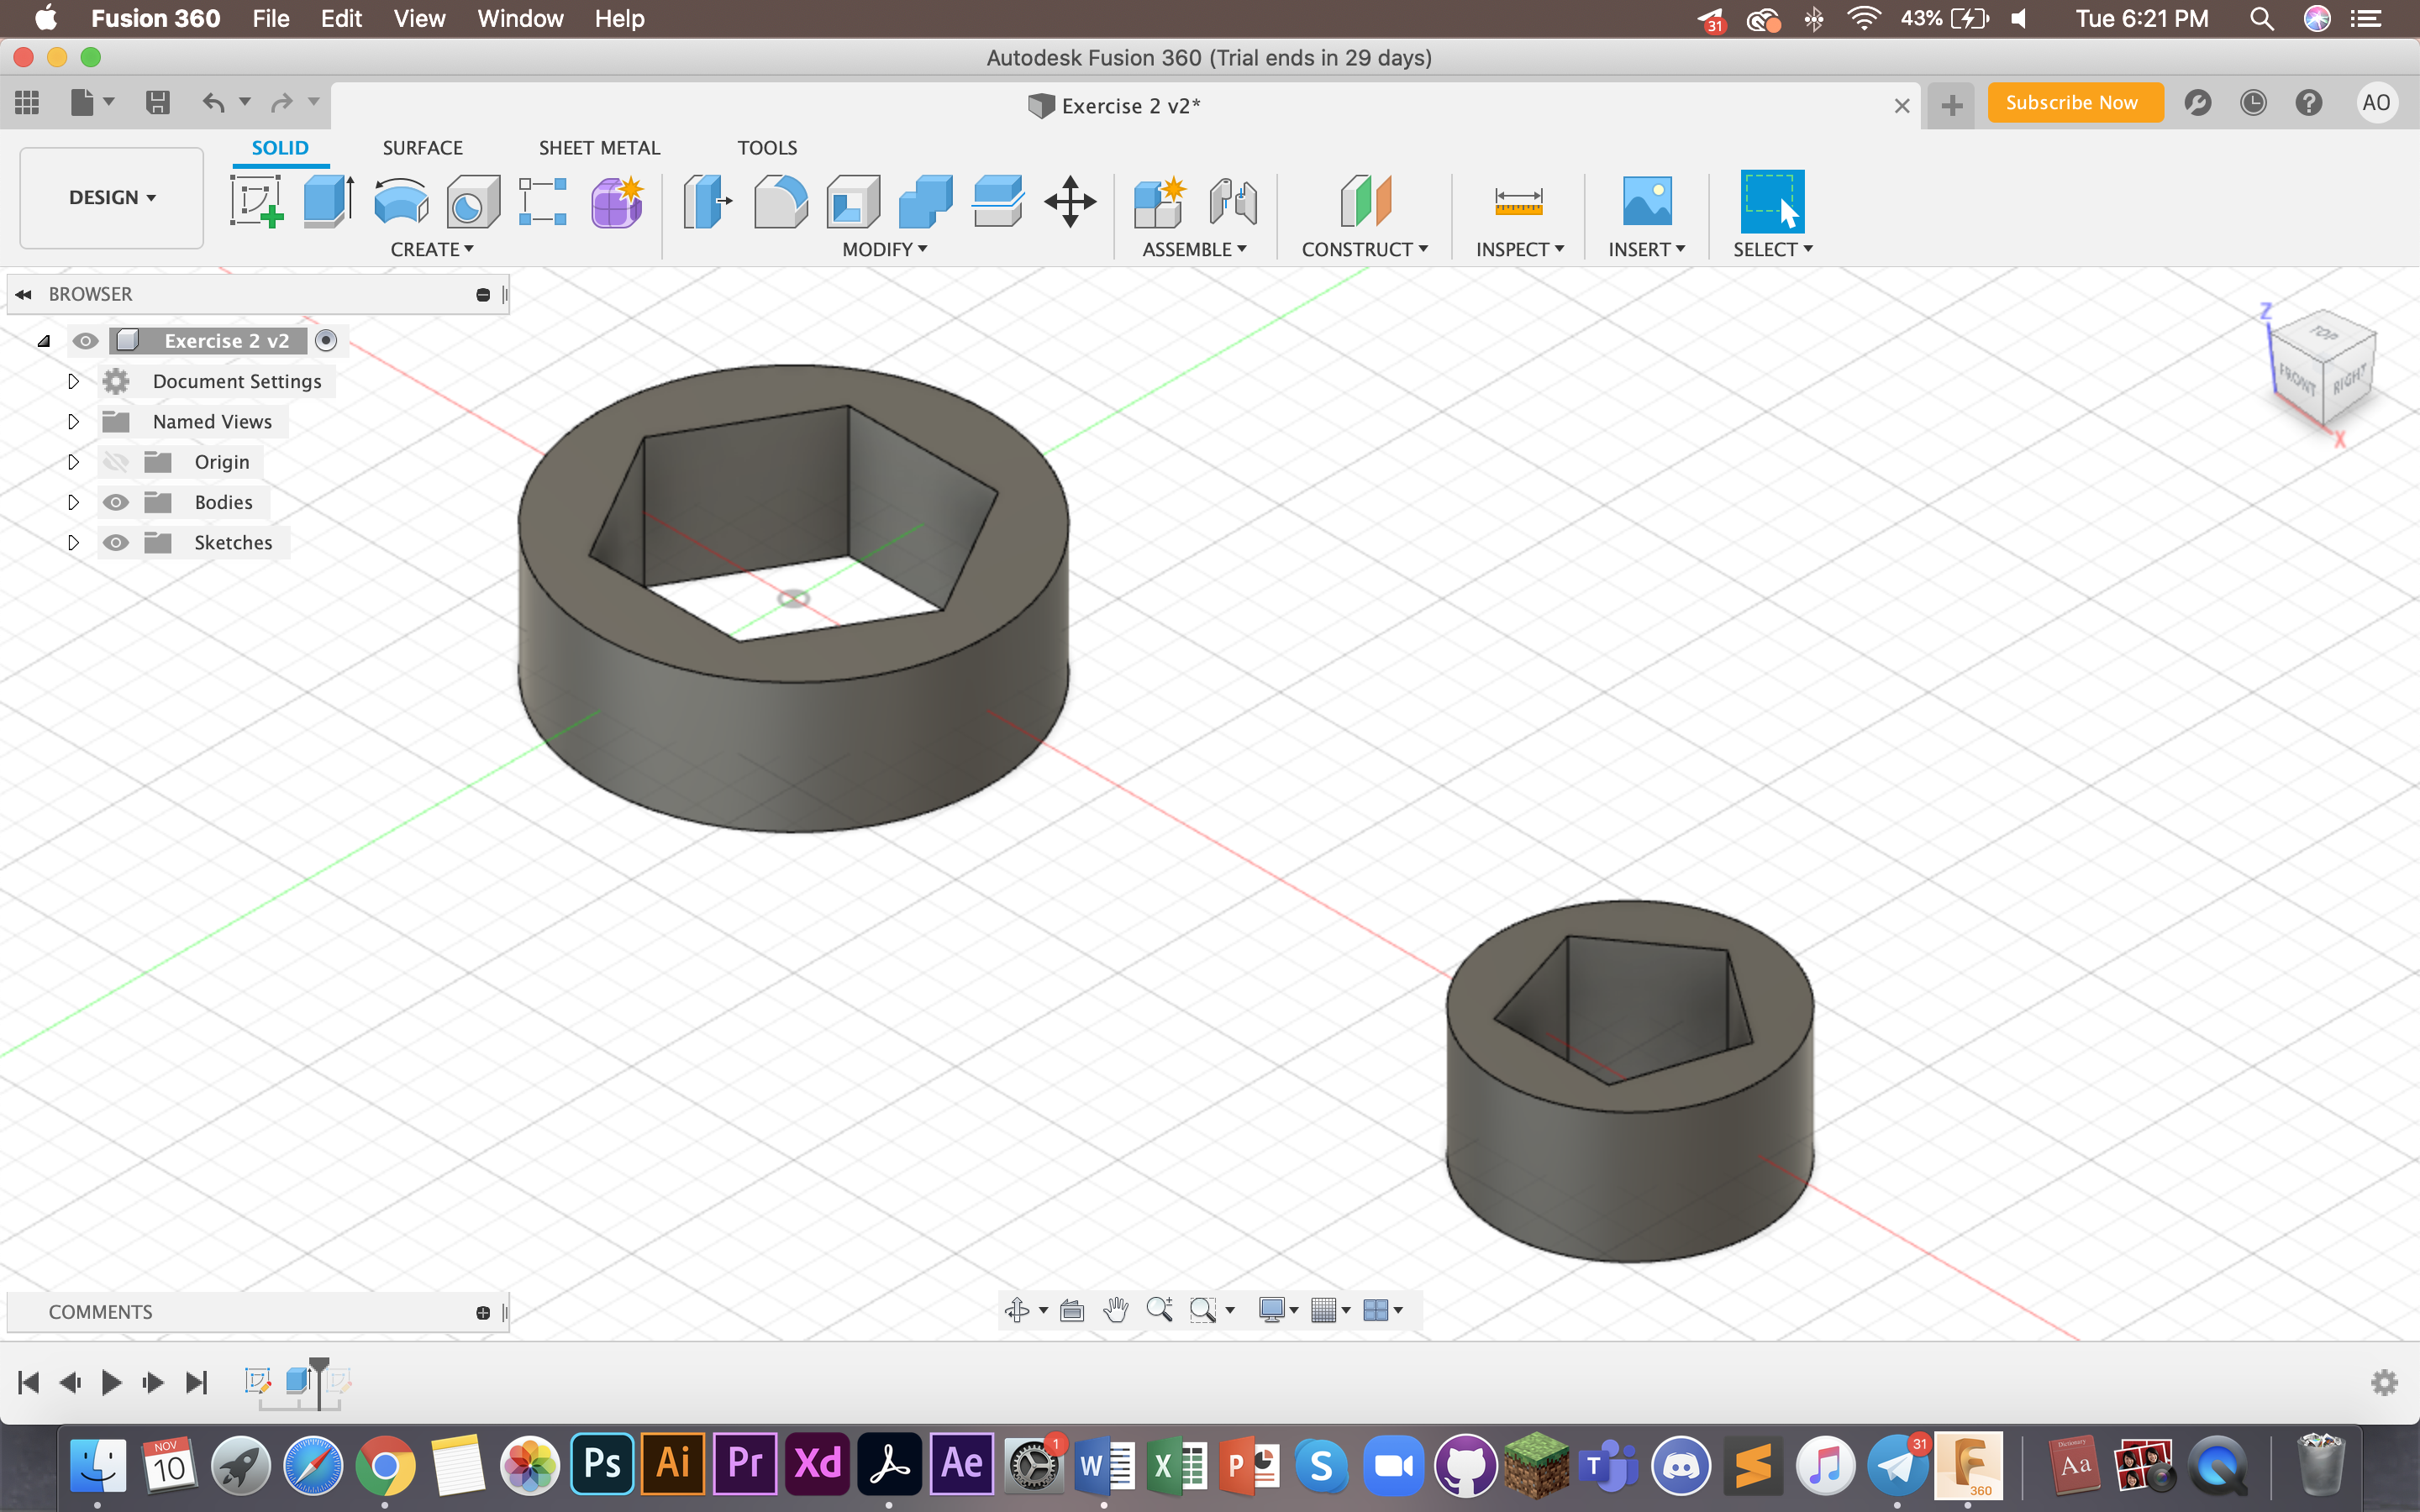 Fusion 360 File Edit View Window Help 31 43% Tue 6:21 PM
Autodesk Fusion 360 (Trial ends in 29 days)
Exercise 2 v2* Subscribe Now AO
SOLID SURFACE SHEET METAL TOOLS
DESIGN
CREATE MODIFY ASSEMBLE CONSTRUCT INSPECT INSERT SELECT
BROWSER
Exercise 2 v2
Document Settings
Named Views
Origin
Bodies
Sketches
Z
TOP
FRONT RIGHT
X
COMMENTS
NOV
10
Ps Ai Pr Xd Ae 1 W X P S T 31 F
360
Dictionary
Aa